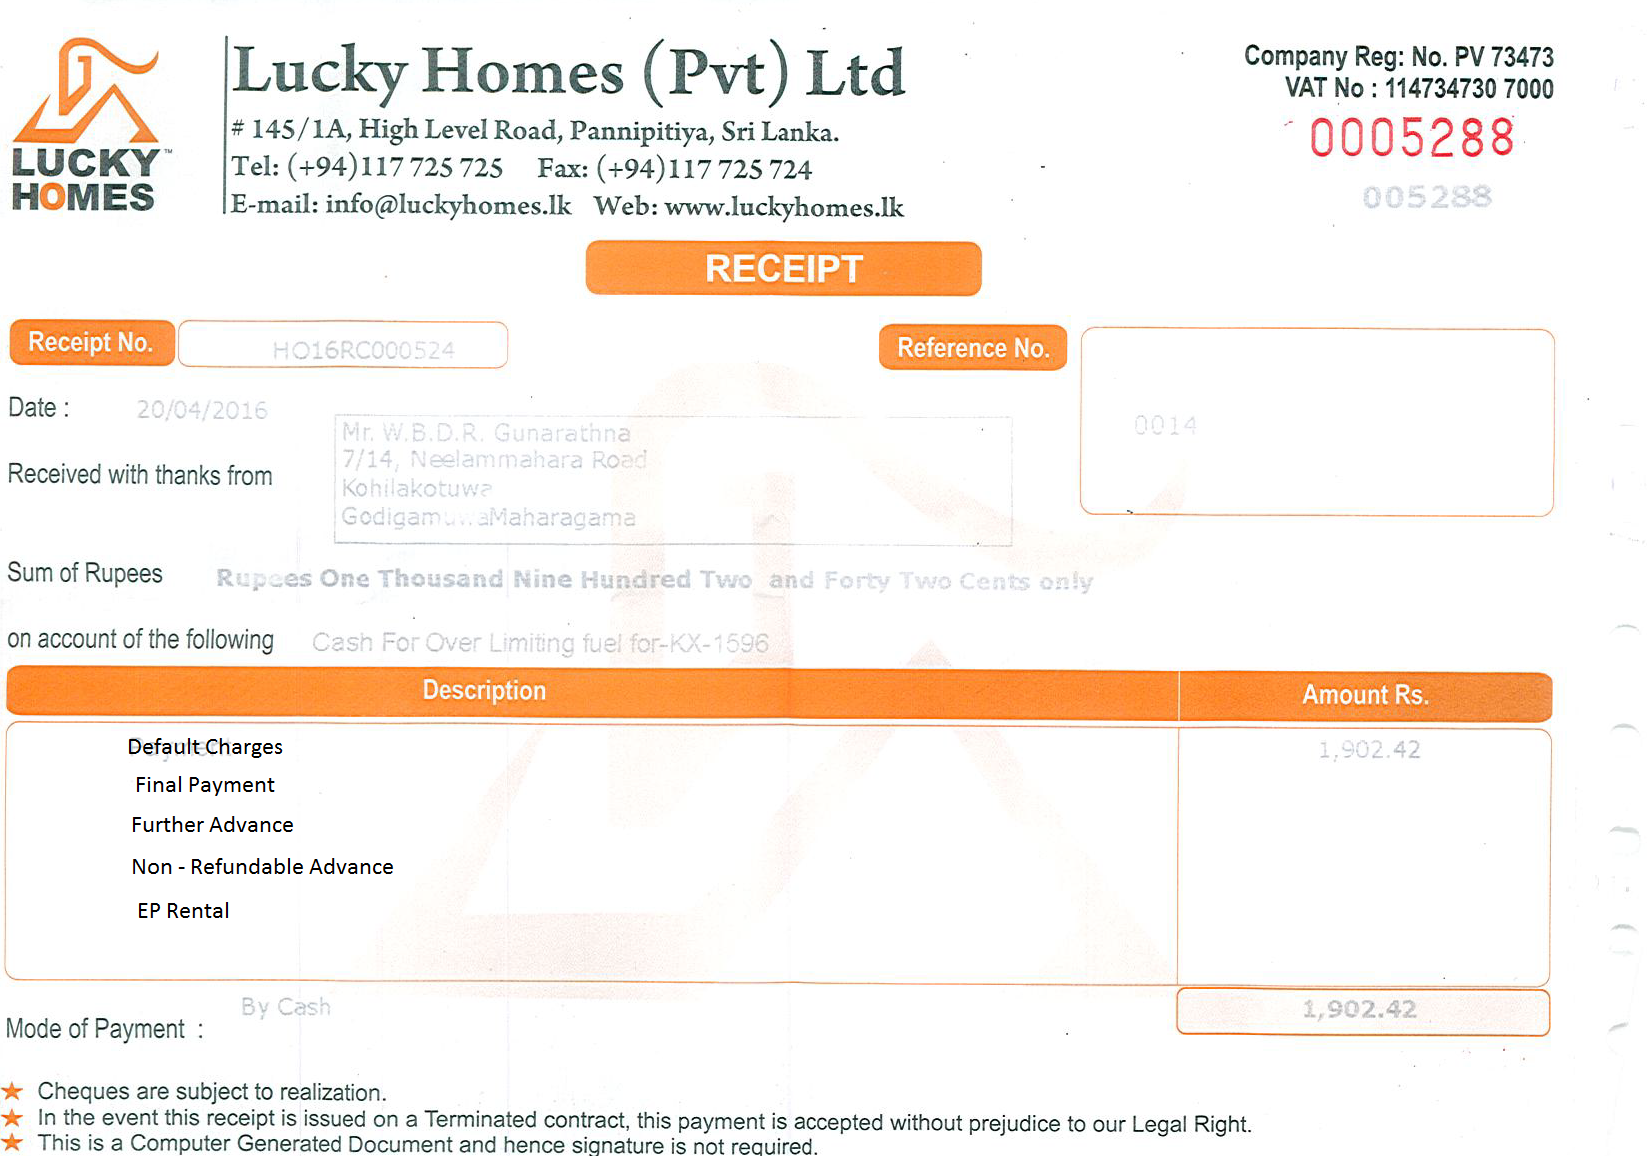 LUCKY™
HOMES
Lucky Homes (Pvt) Ltd
# 145/1A, High Level Road, Pannipitiya, Sri Lanka.
Tel: (+94)117 725 725 Fax: (+94)117 725 724
E-mail: info@luckyhomes.lk Web: www.luckyhomes.lk
Company Reg: No. PV 73473
VAT No : 114734730 7000
0005288
005288
RECEIPT
Receipt No. HO16RC000524
Reference No. 0014
Date : 20/04/2016
Received with thanks from
Mr. W.B.D.R. Gunarathna
7/14, Neelammahara Road
Kohilakotuwa
GodigamuwaMaharagama
Sum of Rupees Rupees One Thousand Nine Hundred Two and Forty Two Cents only
on account of the following Cash For Over Limiting fuel for-KX-1596
Description Amount Rs.
Default Charges 1,902.42
Final Payment
Further Advance
Non - Refundable Advance
EP Rental
1,902.42
Mode of Payment : By Cash
★ Cheques are subject to realization.
★ In the event this receipt is issued on a Terminated contract, this payment is accepted without prejudice to our Legal Right.
★ This is a Computer Generated Document and hence signature is not required.